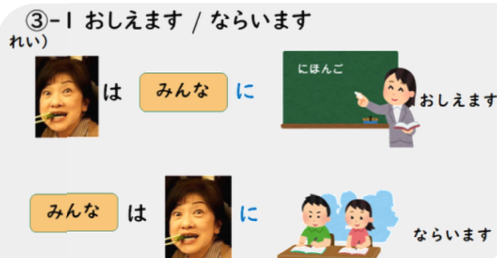 ③-1 おしえます / ならいます
れい）
は みんな に にほんご おしえます
みんな は に ならいます